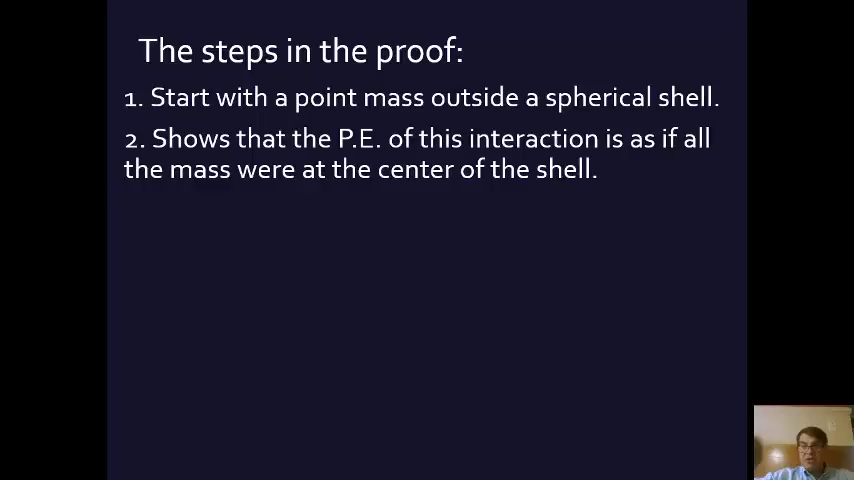 The steps in the proof:
1. Start with a point mass outside a spherical shell.
2. Shows that the P.E. of this interaction is as if all
the mass were at the center of the shell.